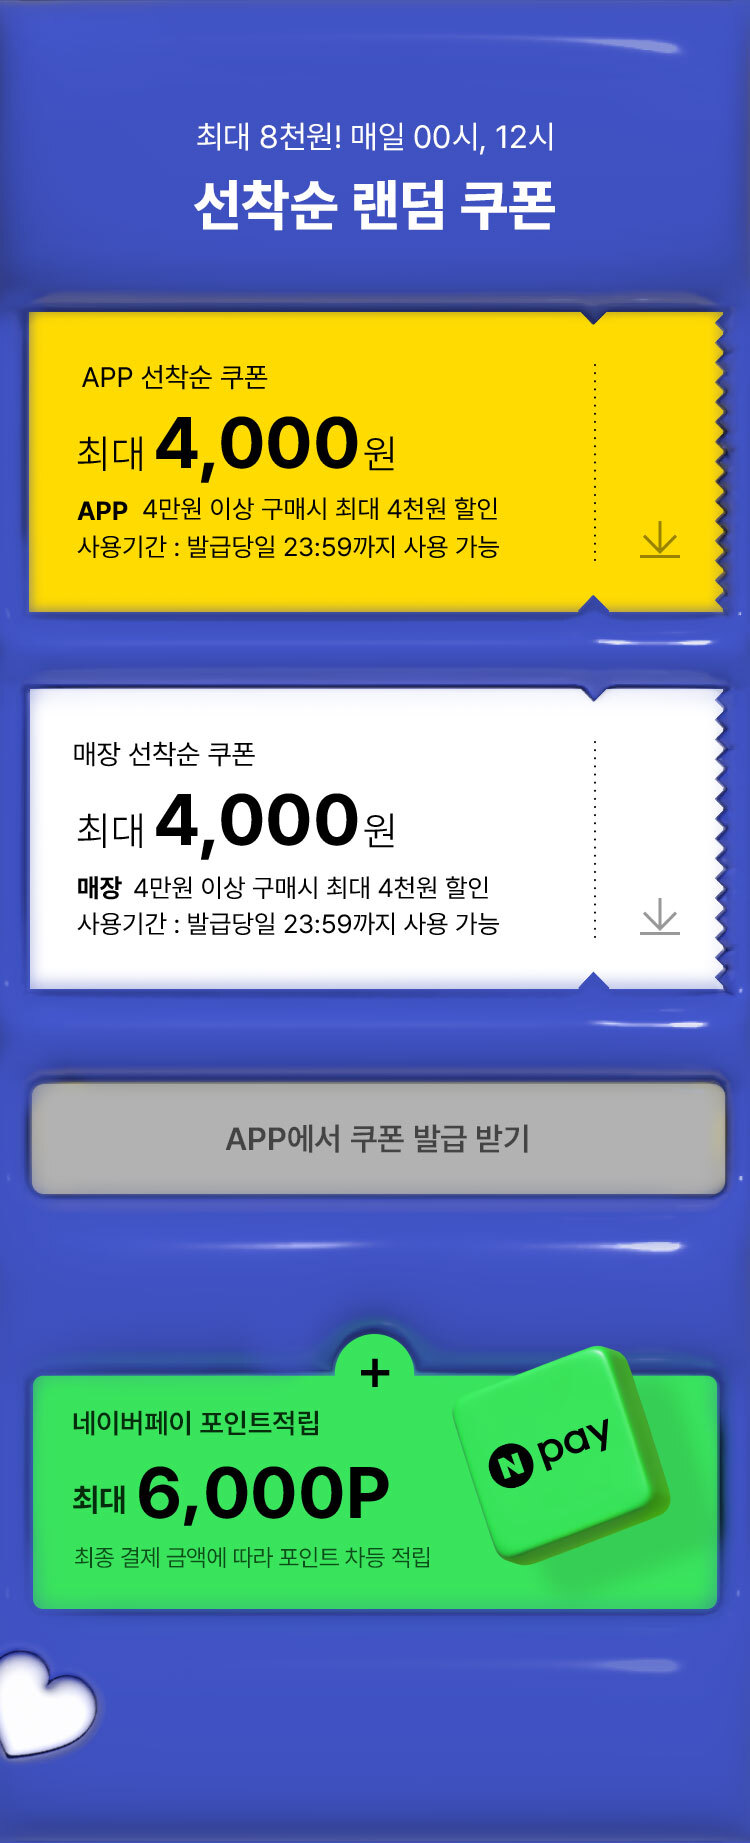 최대 8천원! 매일 00시, 12시
선착순 랜덤 쿠폰
APP 선착순 쿠폰
최대 4,000원
APP 4만원 이상 구매시 최대 4천원 할인
사용기간 : 발급당일 23:59까지 사용 가능
매장 선착순 쿠폰
최대 4,000원
매장 4만원 이상 구매시 최대 4천원 할인
사용기간 : 발급당일 23:59까지 사용 가능
APP에서 쿠폰 발급 받기
+
네이버페이 포인트적립
최대 6,000P
최종 결제 금액에 따라 포인트 차등 적립
N pay